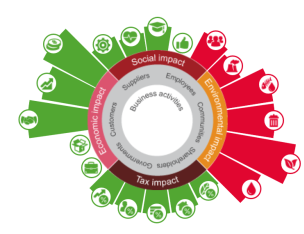 Social impact
Environmental impact
Tax impact
Economic impact
Suppliers
Employees
Communities
Shareholders
Governments
Customers
Business activities